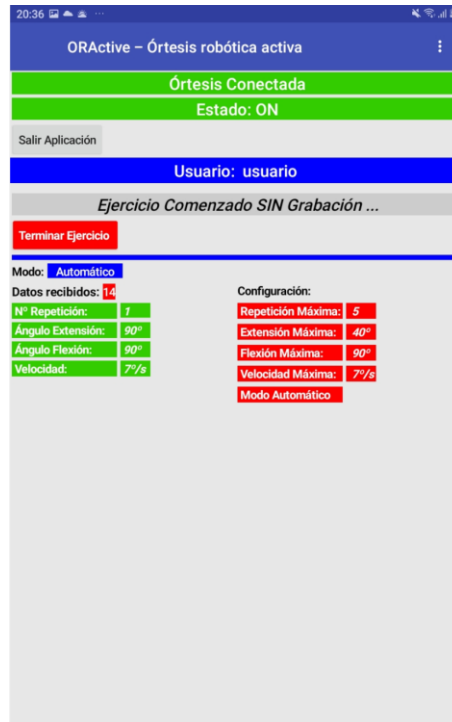 20:36
ORActive – Órtesis robótica activa
Órtesis Conectada
Estado: ON
Salir Aplicación
Usuario: usuario
Ejercicio Comenzado SIN Grabación ...
Terminar Ejercicio
Modo: Automático
Datos recibidos: 14
Nº Repetición: 1
Ángulo Extensión: 90º
Ángulo Flexión: 90º
Velocidad: 7º/s
Configuración:
Repetición Máxima: 5
Extensión Máxima: 40º
Flexión Máxima: 90º
Velocidad Máxima: 7º/s
Modo Automático